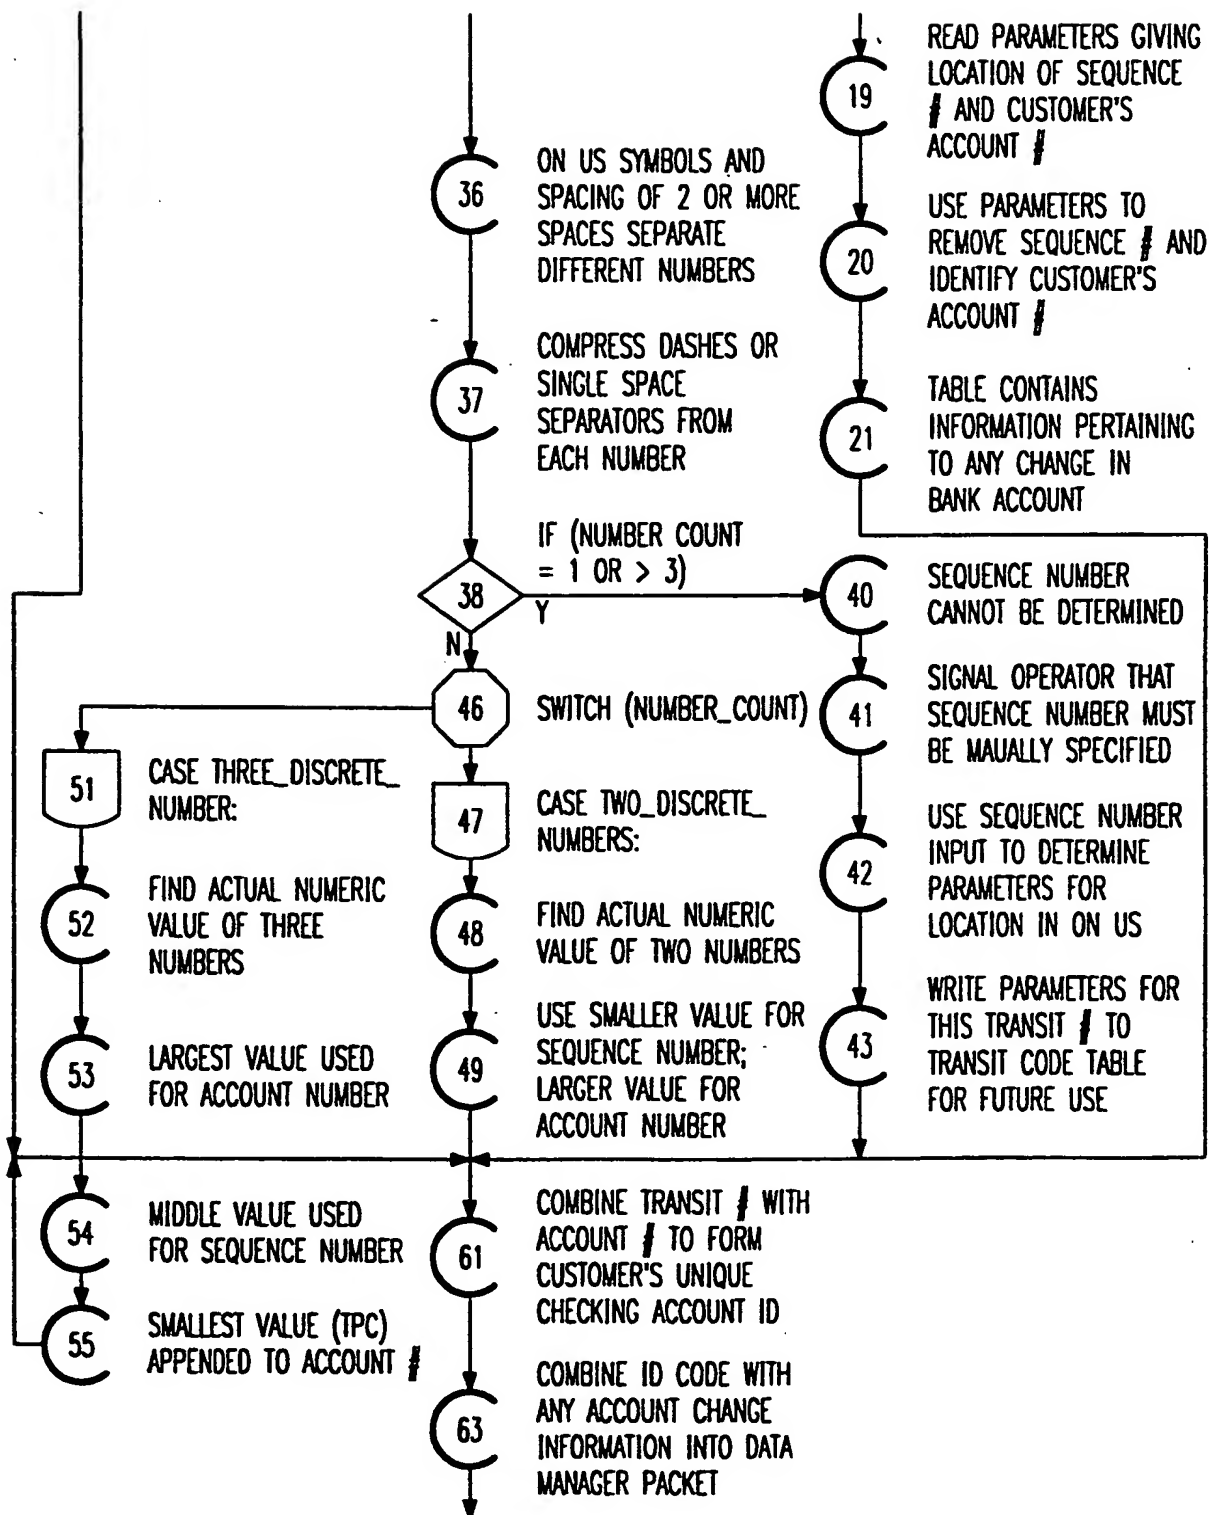 19
READ PARAMETERS GIVING
LOCATION OF SEQUENCE
# AND CUSTOMER'S
ACCOUNT #
36
ON US SYMBOLS AND
SPACING OF 2 OR MORE
SPACES SEPARATE
DIFFERENT NUMBERS
20
USE PARAMETERS TO
REMOVE SEQUENCE # AND
IDENTIFY CUSTOMER'S
ACCOUNT #
37
COMPRESS DASHES OR
SINGLE SPACE
SEPARATORS FROM
EACH NUMBER
21
TABLE CONTAINS
INFORMATION PERTAINING
TO ANY CHANGE IN
BANK ACCOUNT
38
IF (NUMBER COUNT
= 1 OR > 3)
Y
N
40
SEQUENCE NUMBER
CANNOT BE DETERMINED
46
SWITCH (NUMBER_COUNT)
41
SIGNAL OPERATOR THAT
SEQUENCE NUMBER MUST
BE MAUALLY SPECIFIED
51
CASE THREE_DISCRETE_
NUMBER:
47
CASE TWO_DISCRETE_
NUMBERS:
42
USE SEQUENCE NUMBER
INPUT TO DETERMINE
PARAMETERS FOR
LOCATION IN ON US
52
FIND ACTUAL NUMERIC
VALUE OF THREE
NUMBERS
48
FIND ACTUAL NUMERIC
VALUE OF TWO NUMBERS
43
WRITE PARAMETERS FOR
THIS TRANSIT # TO
TRANSIT CODE TABLE
FOR FUTURE USE
53
LARGEST VALUE USED
FOR ACCOUNT NUMBER
49
USE SMALLER VALUE FOR
SEQUENCE NUMBER;
LARGER VALUE FOR
ACCOUNT NUMBER
54
MIDDLE VALUE USED
FOR SEQUENCE NUMBER
61
COMBINE TRANSIT # WITH
ACCOUNT # TO FORM
CUSTOMER'S UNIQUE
CHECKING ACCOUNT ID
55
SMALLEST VALUE (TPC)
APPENDED TO ACCOUNT #
63
COMBINE ID CODE WITH
ANY ACCOUNT CHANGE
INFORMATION INTO DATA
MANAGER PACKET